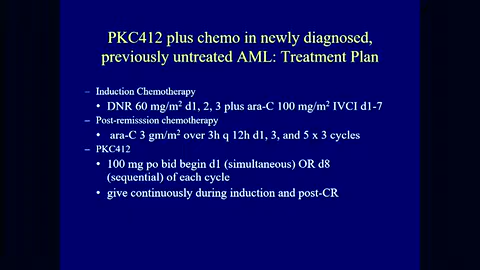 PKC412 plus chemo in newly diagnosed,
previously untreated AML: Treatment Plan
– Induction Chemotherapy
• DNR 60 mg/m² d1, 2, 3 plus ara-C 100 mg/m² IVCI d1-7
– Post-remisssion chemotherapy
• ara-C 3 gm/m² over 3h q 12h d1, 3, and 5 x 3 cycles
– PKC412
• 100 mg po bid begin d1 (simultaneous) OR d8
(sequential) of each cycle
• give continuously during induction and post-CR